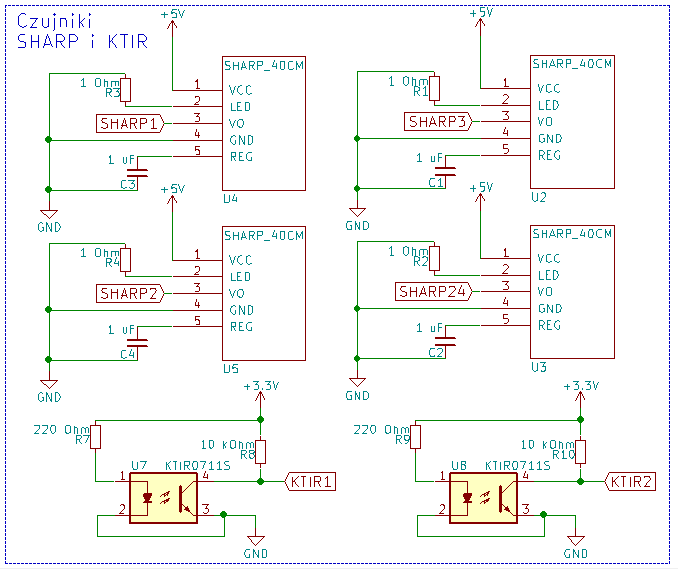 Czujniki
SHARP i KTIR
+5V
SHARP_40CM
1 Ohm
R3
1 VCC
2 LED
SHARP1
3 VO
4 GND
5 REG
1 uF
C3
GND
U4
+5V
SHARP_40CM
1 Ohm
R1
1 VCC
2 LED
SHARP3
3 VO
4 GND
5 REG
1 uF
C1
GND
U2
+5V
SHARP_40CM
1 Ohm
R4
1 VCC
2 LED
SHARP2
3 VO
4 GND
5 REG
1 uF
C4
GND
U5
+5V
SHARP_40CM
1 Ohm
R2
1 VCC
2 LED
SHARP24
3 VO
4 GND
5 REG
1 uF
C2
GND
U3
+3.3V
220 Ohm
R7
10 kOhm
R8
U7 KTIR0711S
1 4
KTIR1
2 3
GND
+3.3V
220 Ohm
R9
10 kOhm
R10
U8 KTIR0711S
1 4
KTIR2
2 3
GND